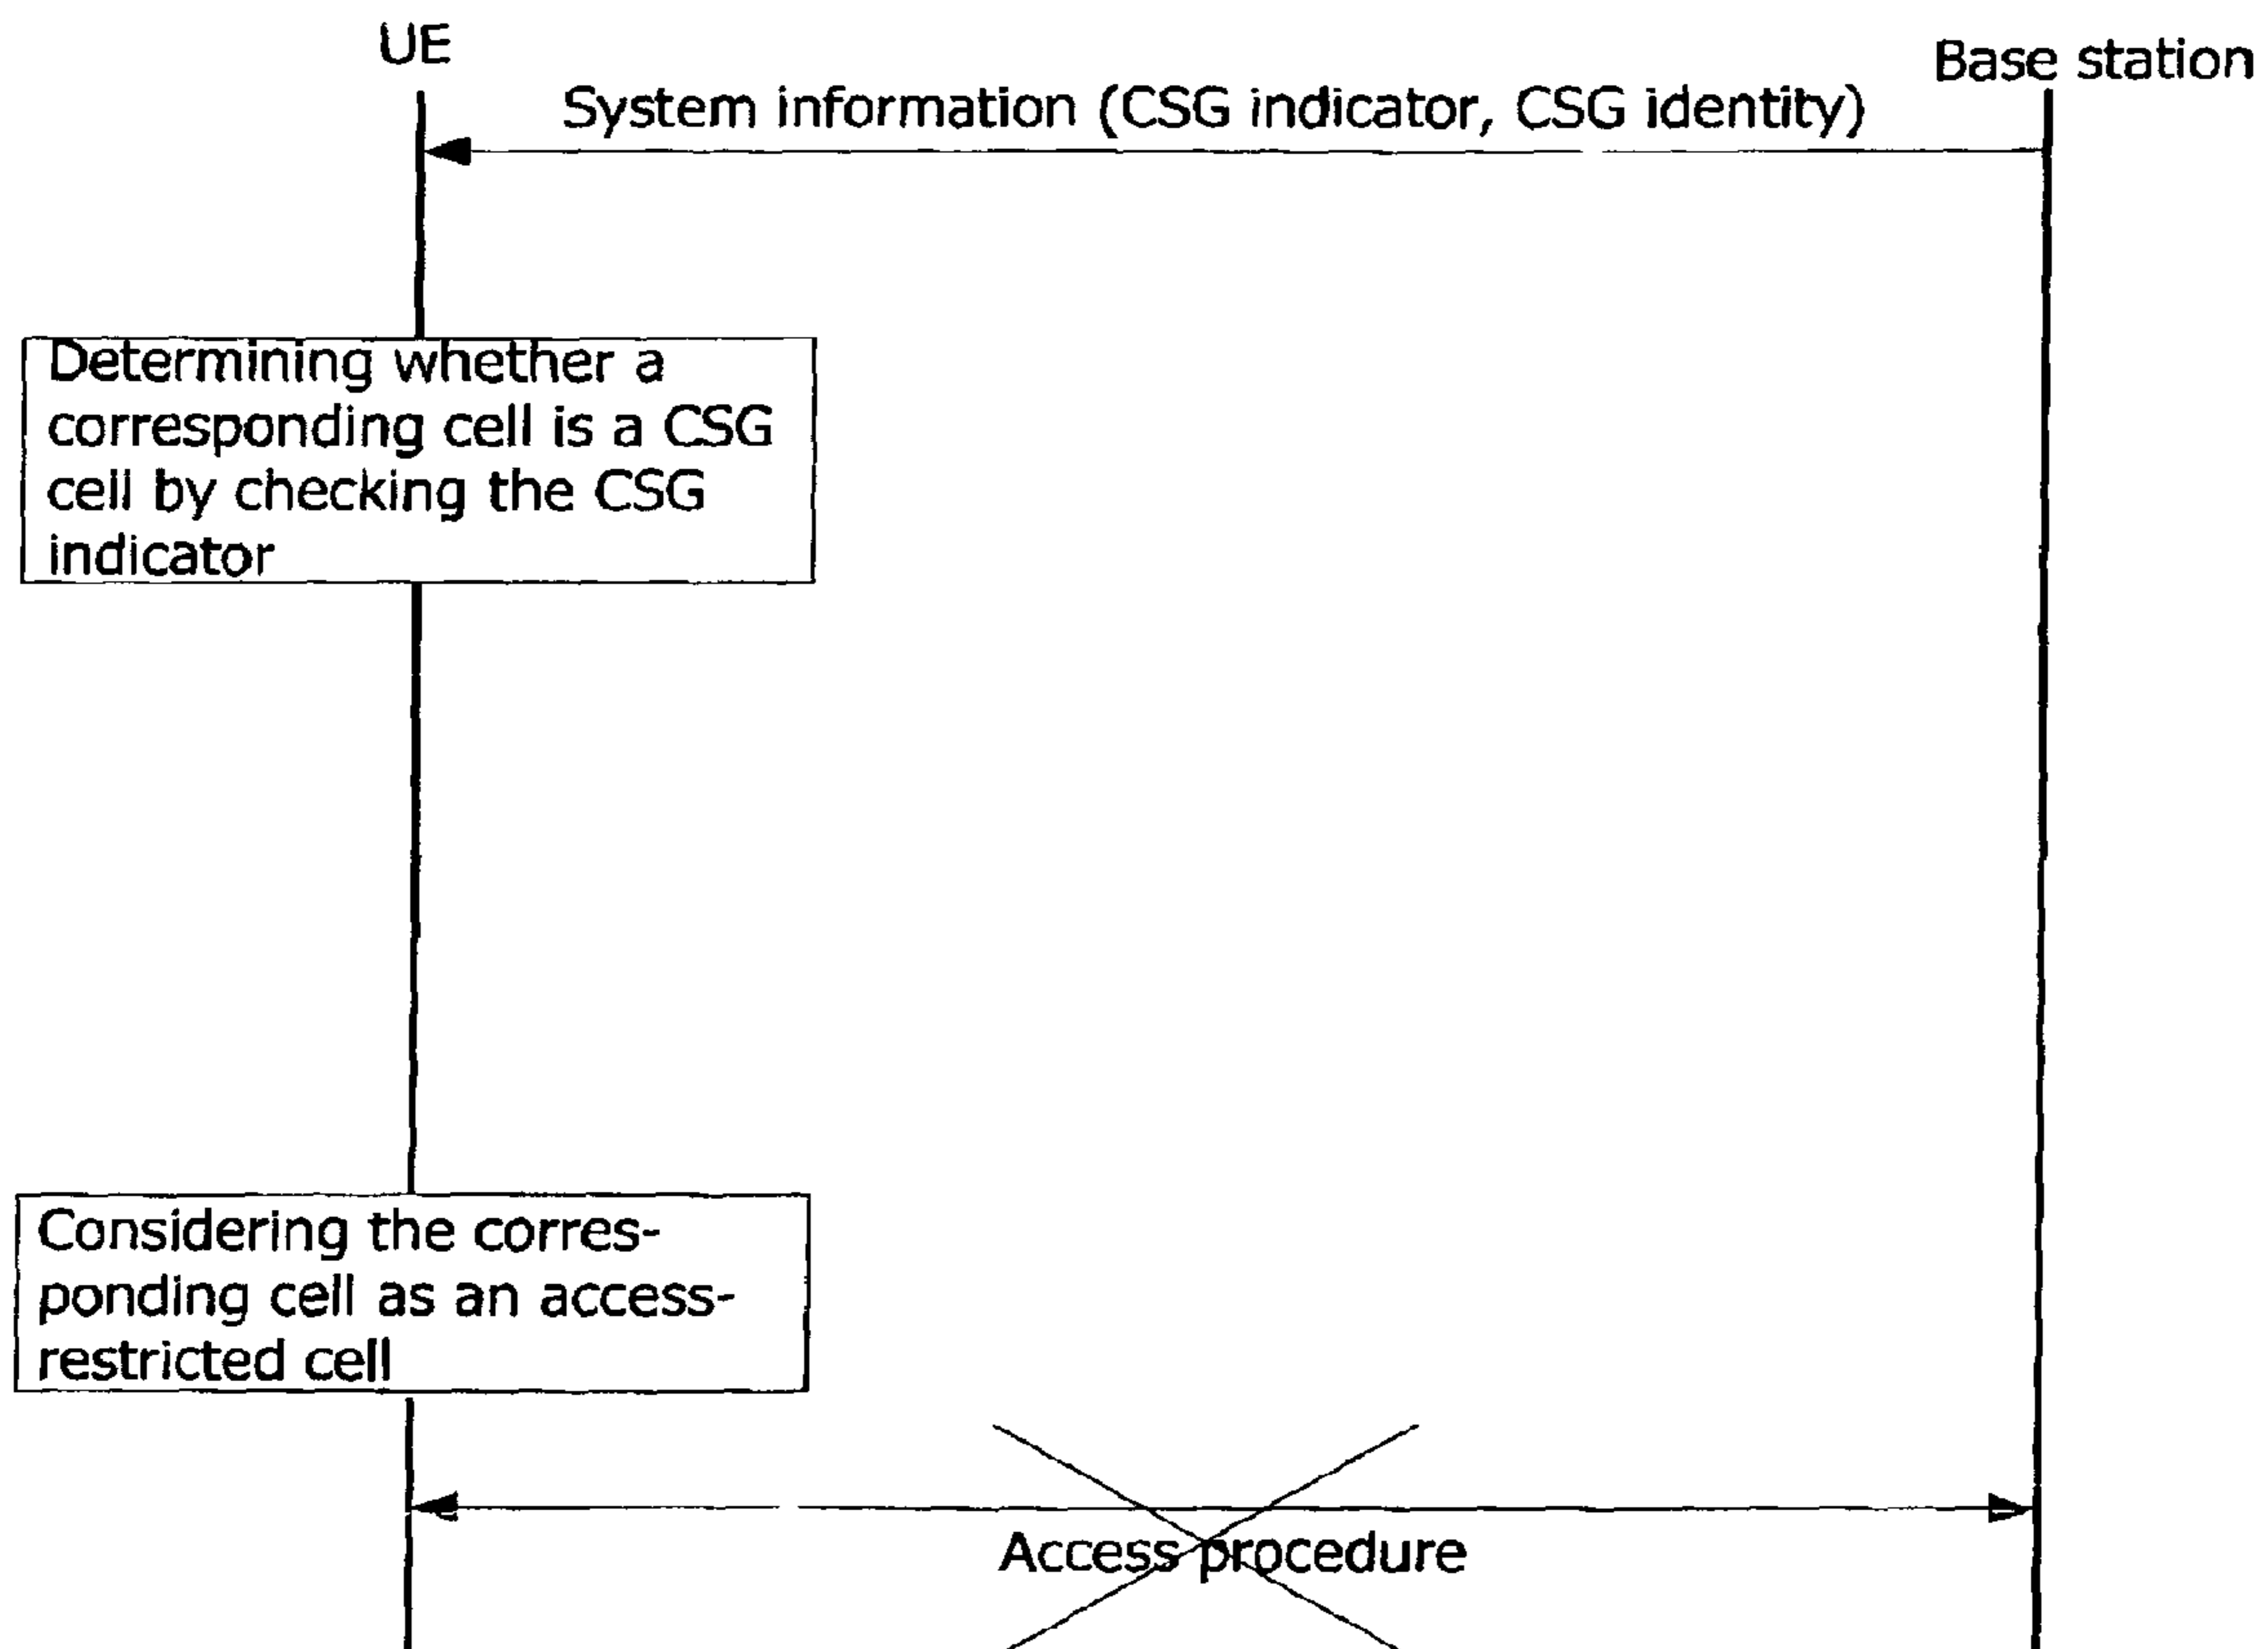 UE
Base station
System information (CSG indicator, CSG identity)
Determining whether a
corresponding cell is a CSG
cell by checking the CSG
indicator
Considering the corres-
ponding cell as an access-
restricted cell
Access procedure